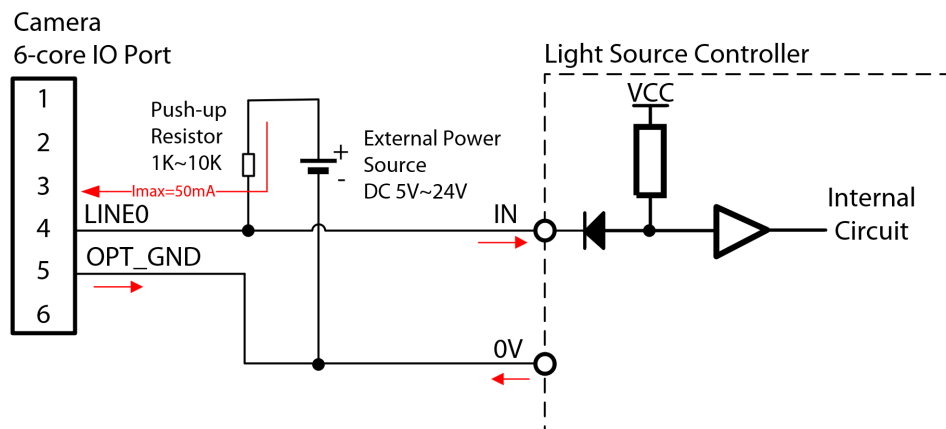 Camera
6-core IO Port
Light Source Controller
1
2
3
4
5
6
Push-up
Resistor
1K~10K
+
-
External Power
Source
DC 5V~24V
Imax=50mA
LINE0
OPT_GND
IN
0V
VCC
Internal
Circuit